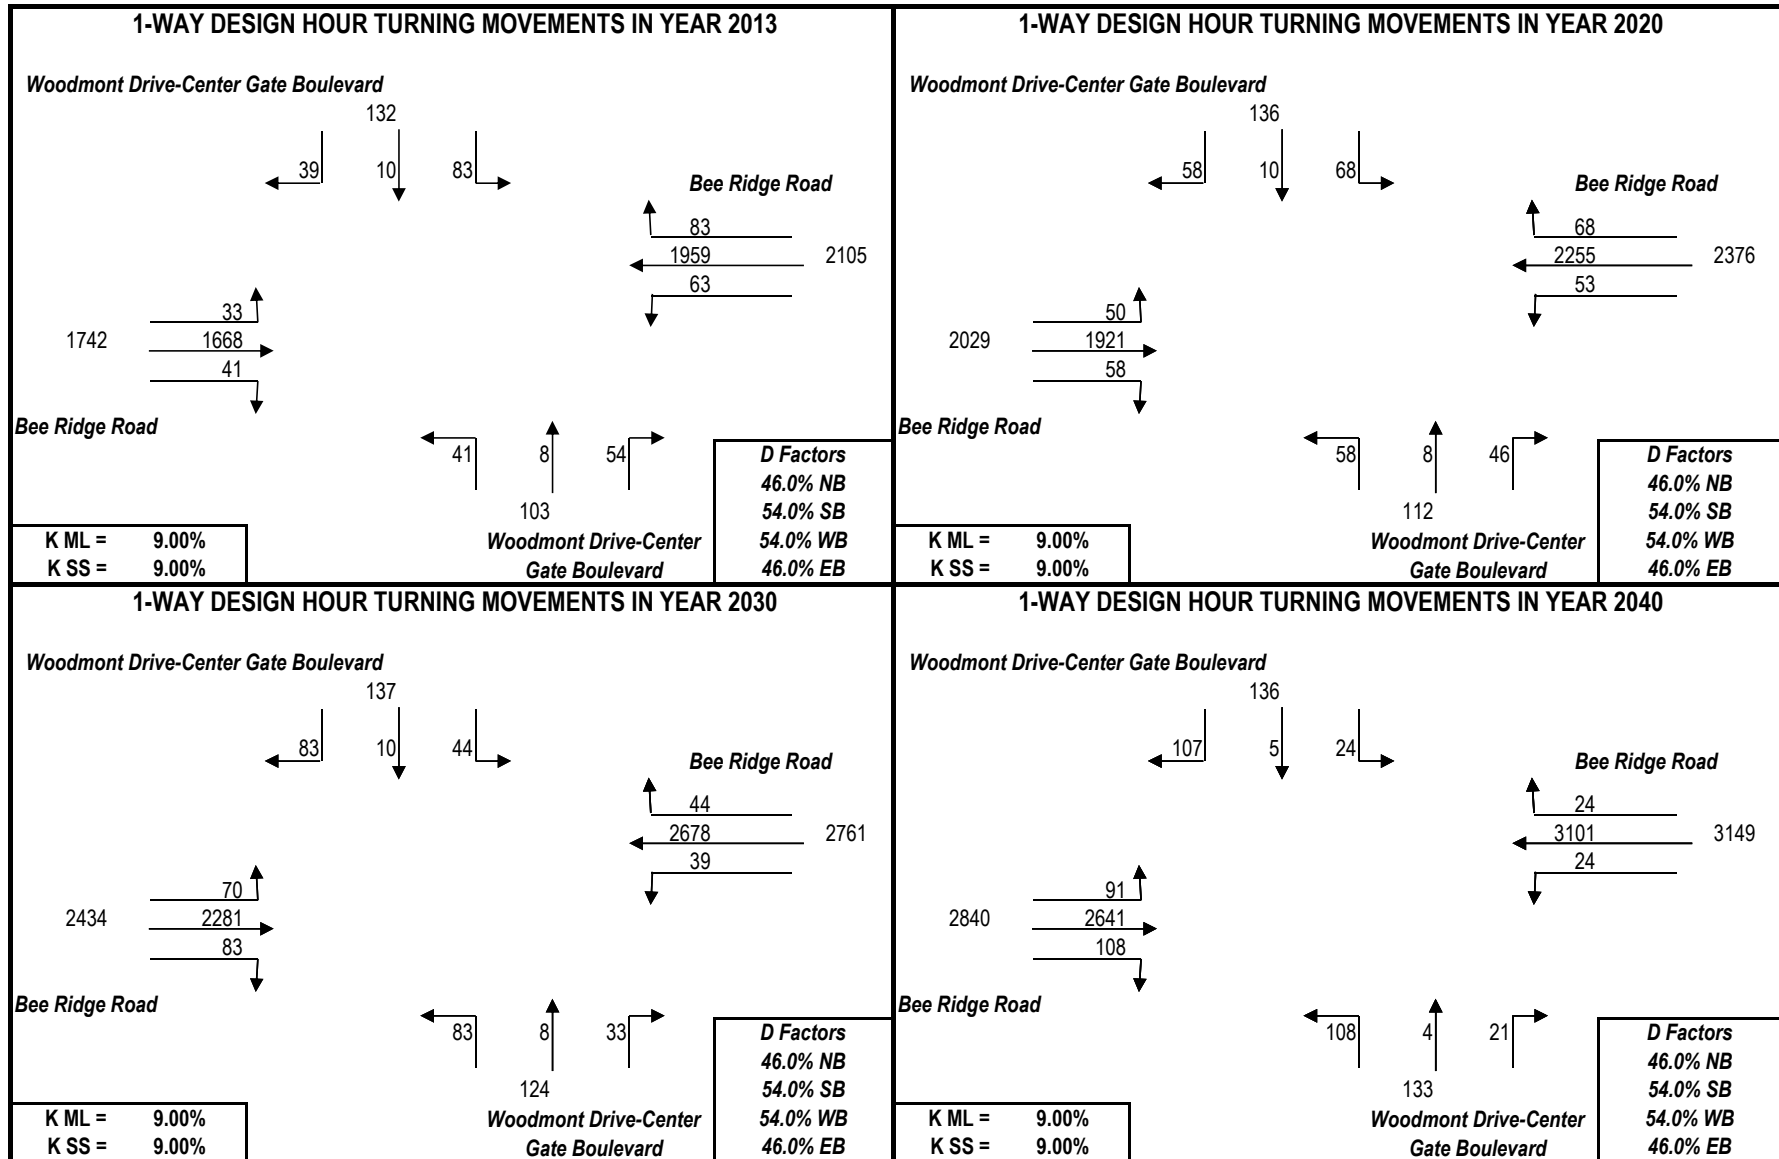 1-WAY DESIGN HOUR TURNING MOVEMENTS IN YEAR 2013
Woodmont Drive-Center Gate Boulevard
132
39 10 83
Bee Ridge Road
83
1959 2105
63
33
1742 1668
41
Bee Ridge Road
41 8 54
103
Woodmont Drive-Center
Gate Boulevard
D Factors
46.0% NB
54.0% SB
54.0% WB
46.0% EB
K ML = 9.00%
K SS = 9.00%
1-WAY DESIGN HOUR TURNING MOVEMENTS IN YEAR 2020
Woodmont Drive-Center Gate Boulevard
136
58 10 68
Bee Ridge Road
68
2255 2376
53
50
2029 1921
58
Bee Ridge Road
58 8 46
112
Woodmont Drive-Center
Gate Boulevard
D Factors
46.0% NB
54.0% SB
54.0% WB
46.0% EB
K ML = 9.00%
K SS = 9.00%
1-WAY DESIGN HOUR TURNING MOVEMENTS IN YEAR 2030
Woodmont Drive-Center Gate Boulevard
137
83 10 44
Bee Ridge Road
44
2678 2761
39
70
2434 2281
83
Bee Ridge Road
83 8 33
124
Woodmont Drive-Center
Gate Boulevard
D Factors
46.0% NB
54.0% SB
54.0% WB
46.0% EB
K ML = 9.00%
K SS = 9.00%
1-WAY DESIGN HOUR TURNING MOVEMENTS IN YEAR 2040
Woodmont Drive-Center Gate Boulevard
136
107 5 24
Bee Ridge Road
24
3101 3149
24
91
2840 2641
108
Bee Ridge Road
108 4 21
133
Woodmont Drive-Center
Gate Boulevard
D Factors
46.0% NB
54.0% SB
54.0% WB
46.0% EB
K ML = 9.00%
K SS = 9.00%